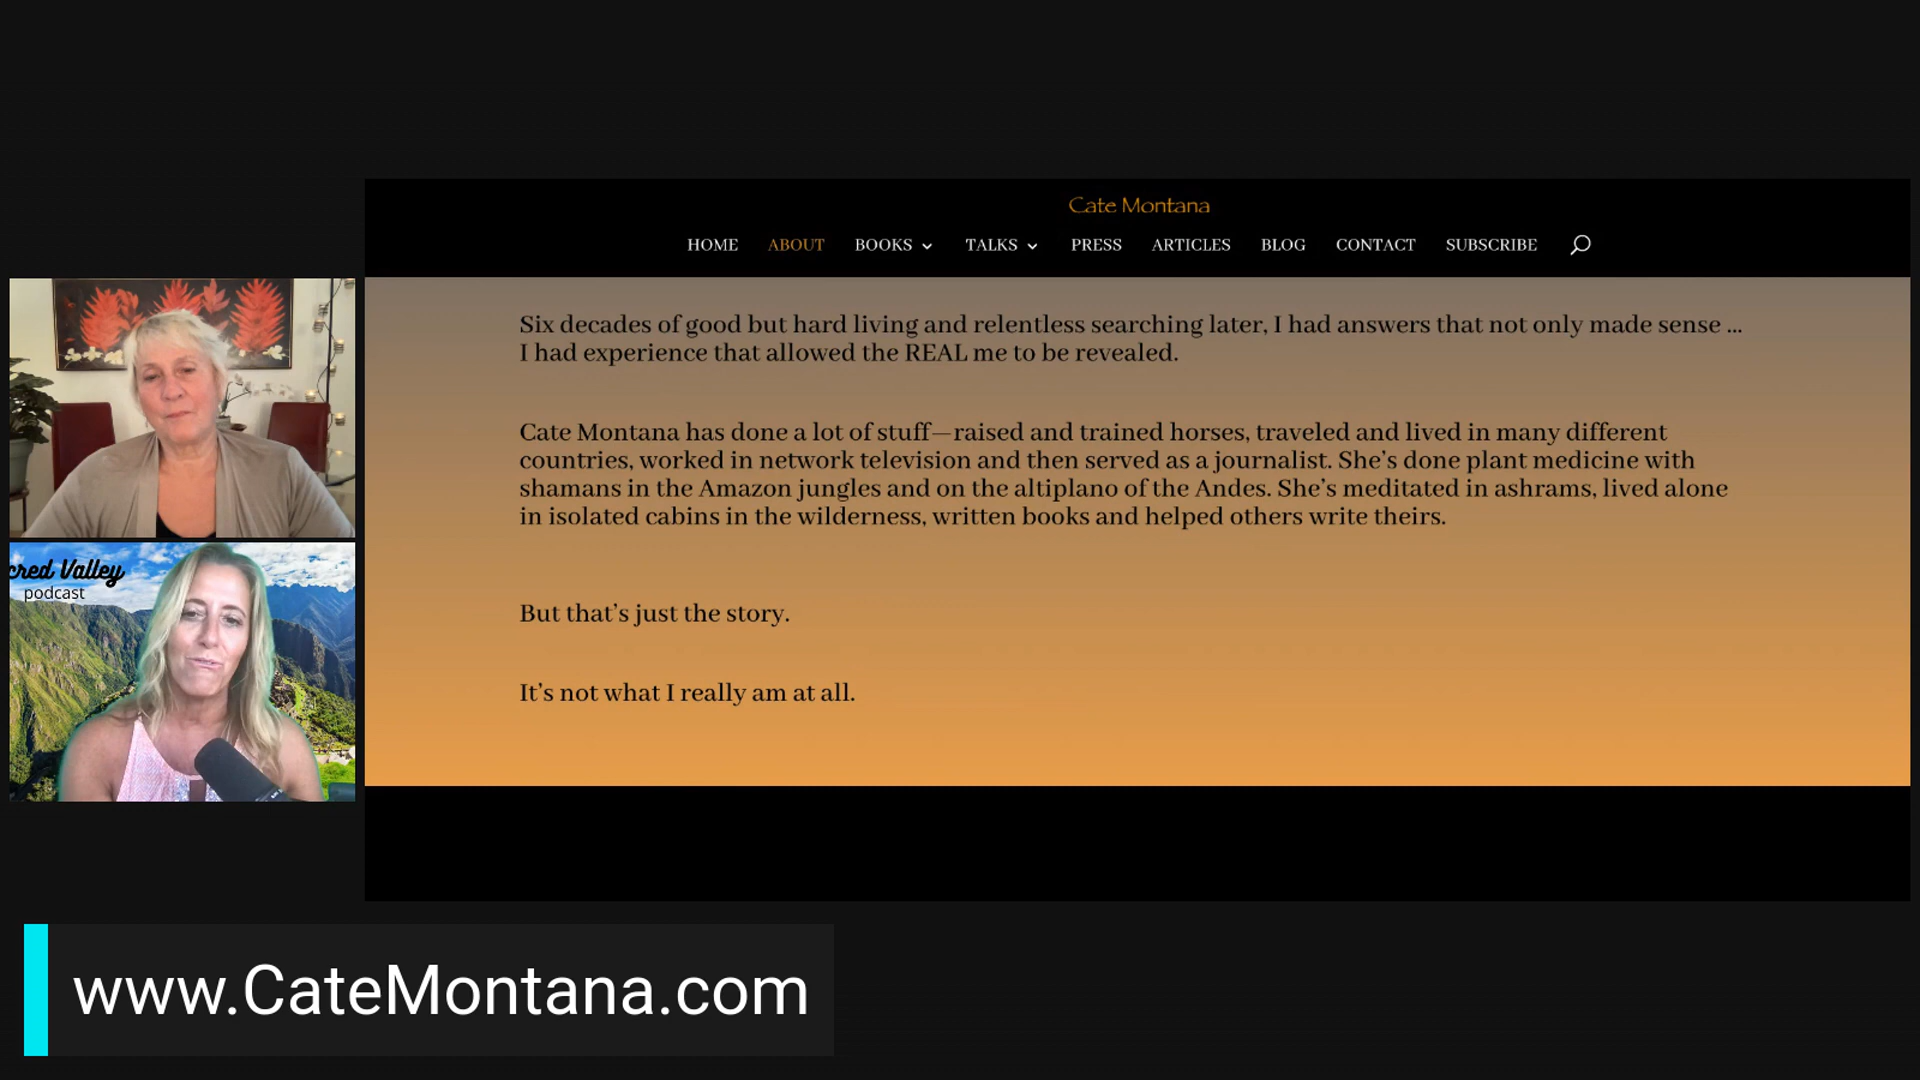 Cate Montana
HOME ABOUT BOOKS TALKS PRESS ARTICLES BLOG CONTACT SUBSCRIBE
Six decades of good but hard living and relentless searching later, I had answers that not only made sense ...
I had experience that allowed the REAL me to be revealed.
Cate Montana has done a lot of stuff—raised and trained horses, traveled and lived in many different
countries, worked in network television and then served as a journalist. She’s done plant medicine with
shamans in the Amazon jungles and on the altiplano of the Andes. She’s meditated in ashrams, lived alone
in isolated cabins in the wilderness, written books and helped others write theirs.
But that’s just the story.
It’s not what I really am at all.
cred Valley
podcast
www.CateMontana.com